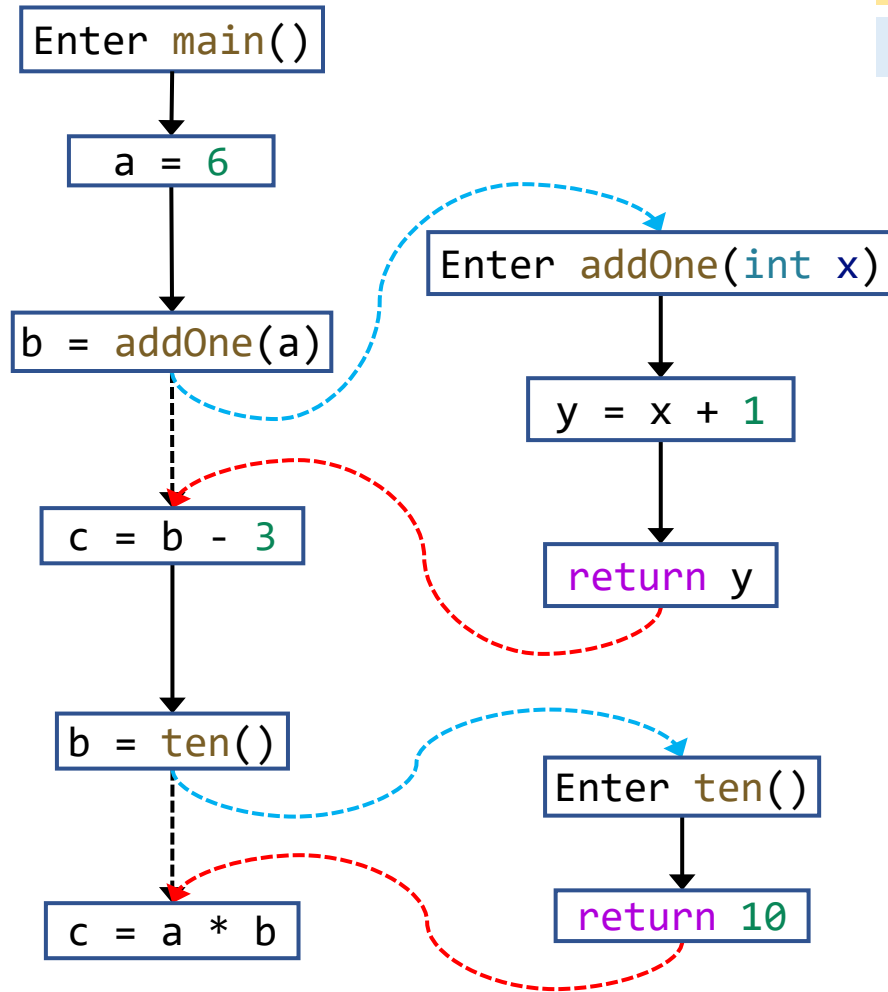 Enter main()
a = 6
b = addOne(a)
c = b - 3
b = ten()
c = a * b
Enter addOne(int x)
y = x + 1
return y
Enter ten()
return 10